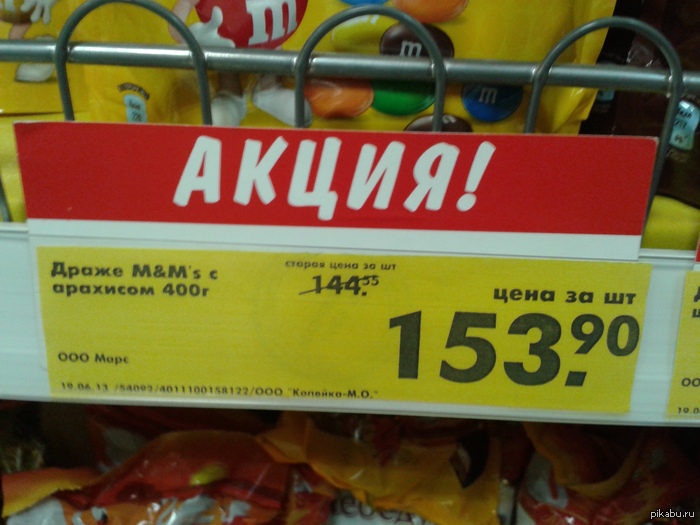 m
m
АКЦИЯ!
Драже M&M's с
арахисом 400г
старая цена за шт
144.55
цена за шт
153.90
ООО Марс
19.06.13 /54092/4011100158122/ООО "Копейка-М.О."
pikabu.ru